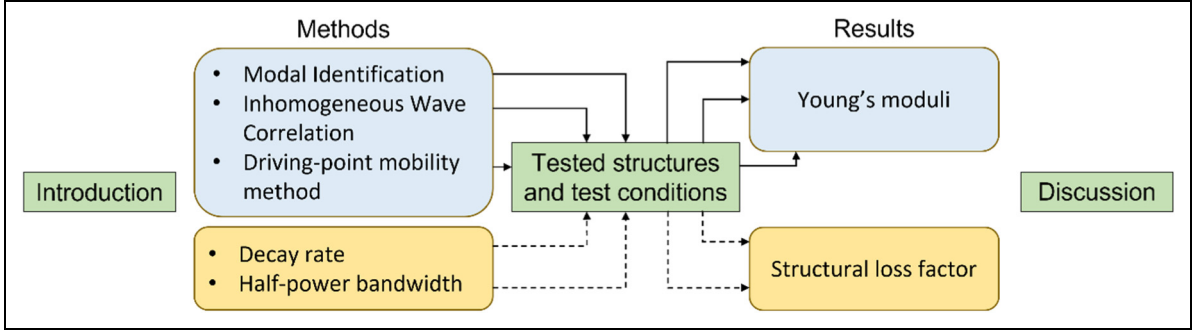 Introduction
Methods
• Modal Identification
• Inhomogeneous Wave
Correlation
• Driving-point mobility
method
• Decay rate
• Half-power bandwidth
Tested structures
and test conditions
Results
Young's moduli
Structural loss factor
Discussion